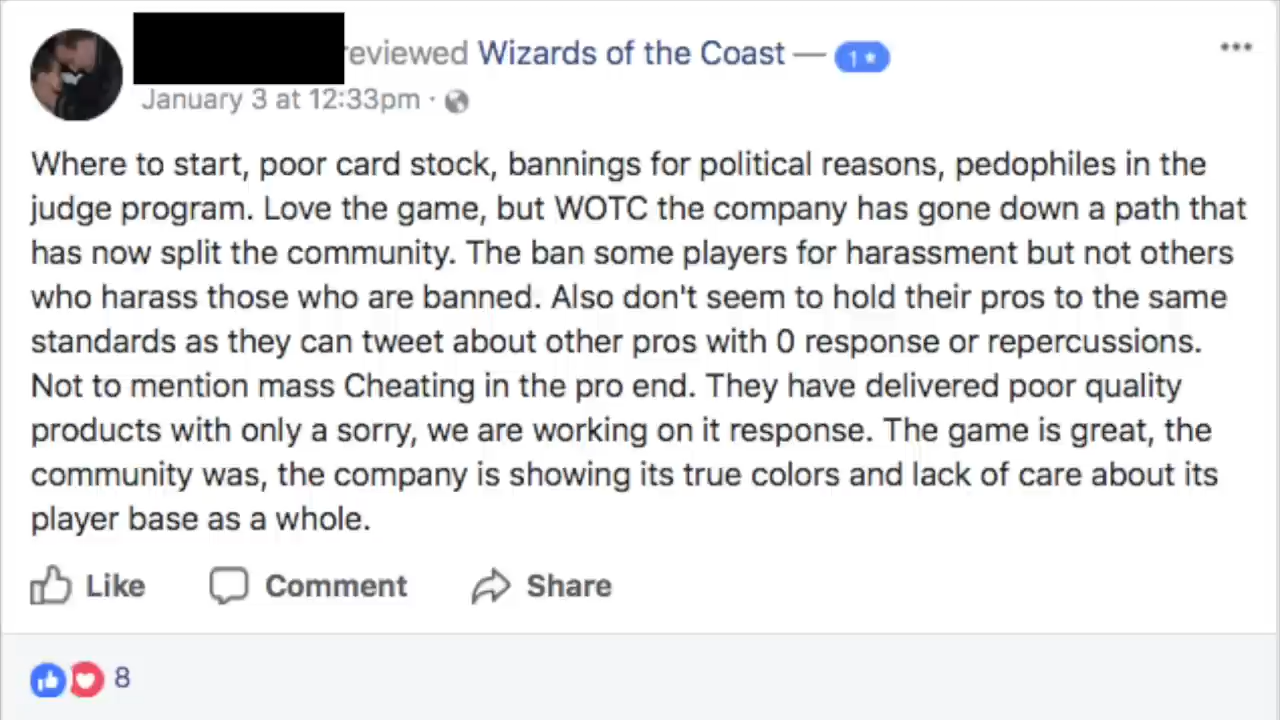 reviewed Wizards of the Coast — 1 ★
January 3 at 12:33pm ·
Where to start, poor card stock, bannings for political reasons, pedophiles in the
judge program. Love the game, but WOTC the company has gone down a path that
has now split the community. The ban some players for harassment but not others
who harass those who are banned. Also don't seem to hold their pros to the same
standards as they can tweet about other pros with 0 response or repercussions.
Not to mention mass Cheating in the pro end. They have delivered poor quality
products with only a sorry, we are working on it response. The game is great, the
community was, the company is showing its true colors and lack of care about its
player base as a whole.
Like Comment Share
8